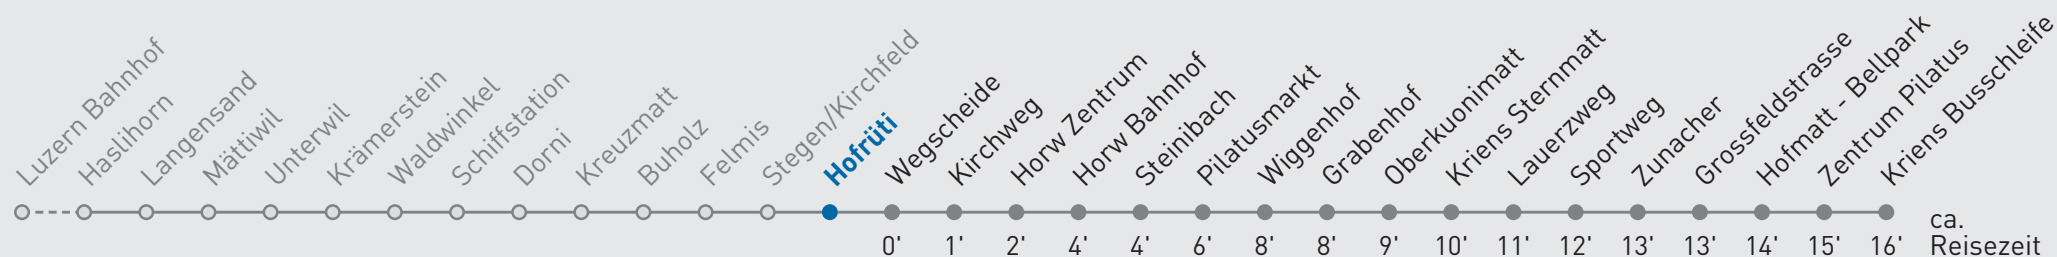 Luzern Bahnhof
Haslihorn
Langensand
Mättiwil
Unterwil
Krämerstein
Waldwinkel
Schiffstation
Dorni
Kreuzmatt
Buholz
Felmis
Stegen/Kirchfeld
Hofrüti
Wegscheide
Kirchweg
Horw Zentrum
Horw Bahnhof
Steinibach
Pilatusmarkt
Wiggenhof
Grabenhof
Oberkuonimatt
Kriens Sternmatt
Lauerzweg
Sportweg
Zunacher
Grossfeldstrasse
Hofmatt - Bellpark
Zentrum Pilatus
Kriens Busschleife
0' 1' 2' 4' 4' 6' 8' 8' 9' 10' 11' 12' 13' 13' 14' 15' 16'
ca.
Reisezeit